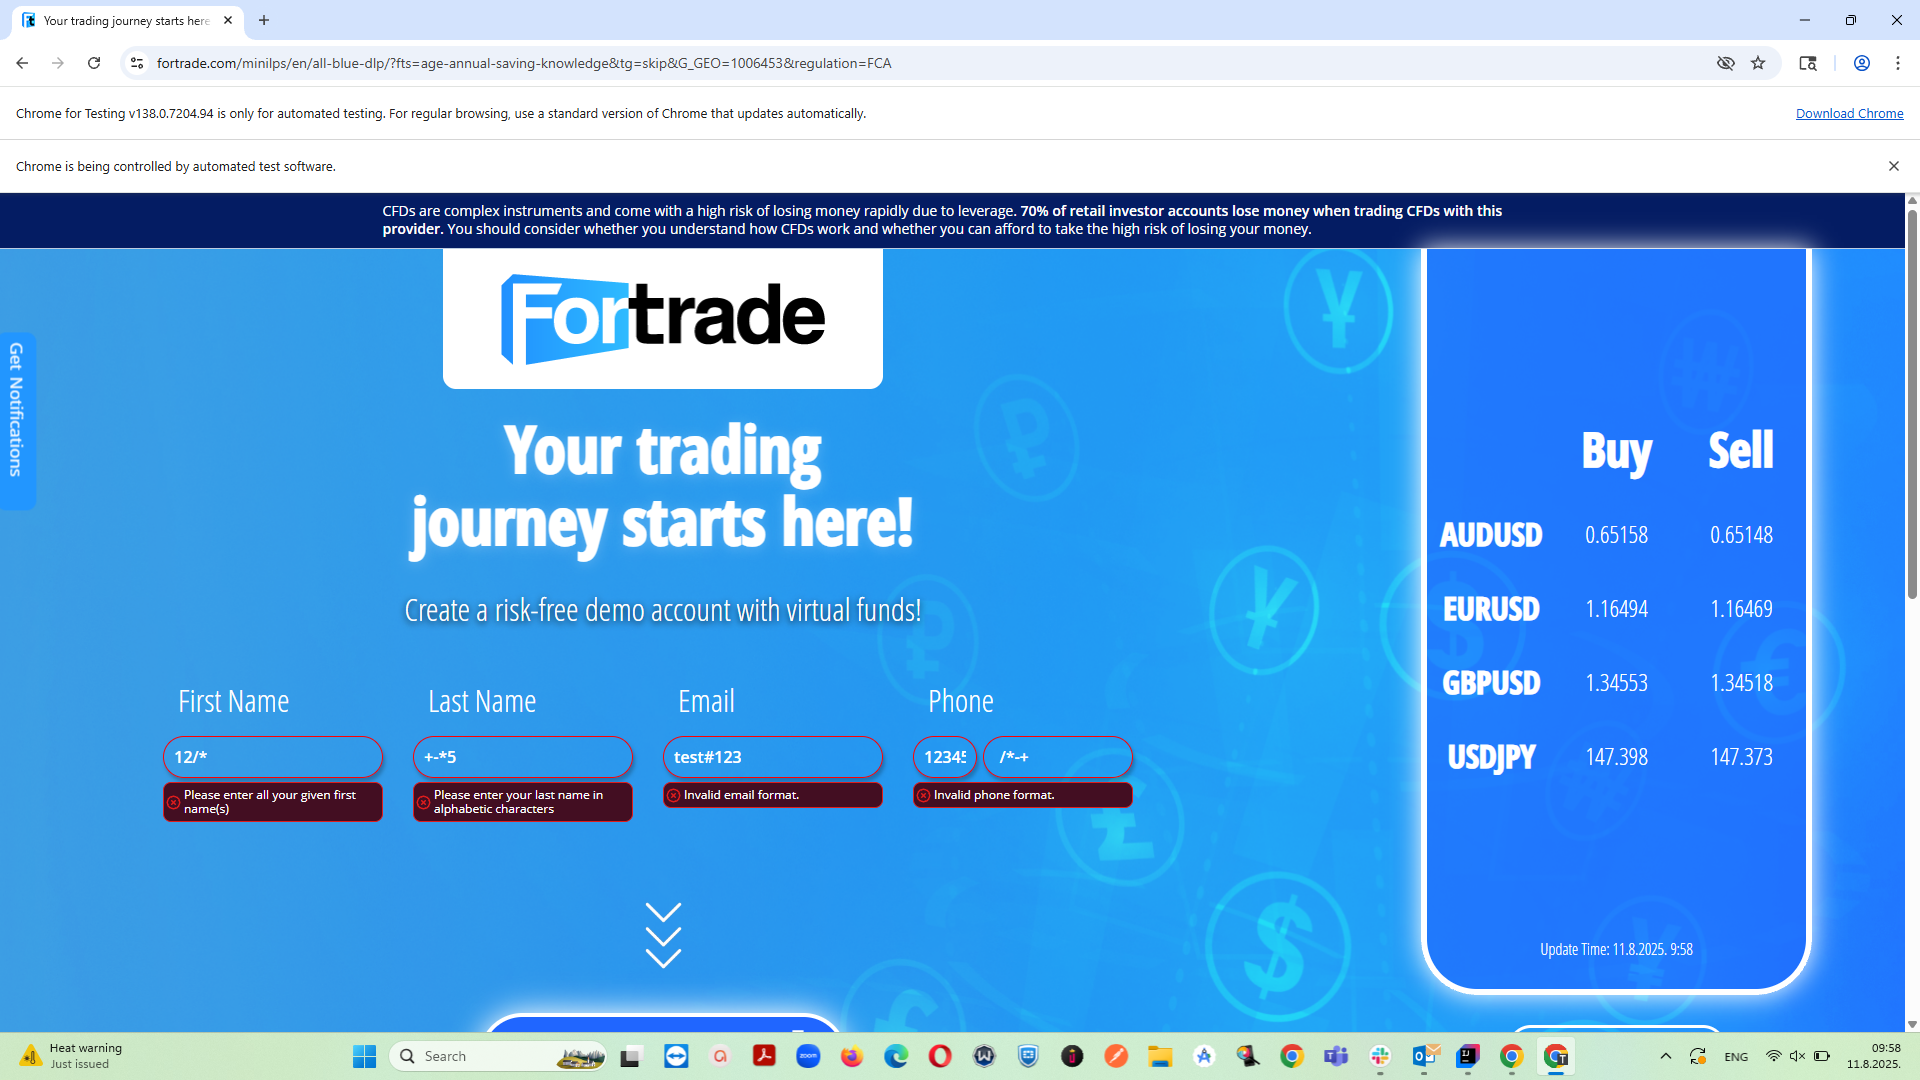 Your trading journey starts here
fortrade.com/minilps/en/all-blue-dlp/?fts=age-annual-saving-knowledge&tg=skip&G_GEO=1006453&regulation=FCA
Chrome for Testing v138.0.7204.94 is only for automated testing. For regular browsing, use a standard version of Chrome that updates automatically.
Download Chrome
Chrome is being controlled by automated test software.
CFDs are complex instruments and come with a high risk of losing money rapidly due to leverage. 70% of retail investor accounts lose money when trading CFDs with this
provider. You should consider whether you understand how CFDs work and whether you can afford to take the high risk of losing your money.
Fortrade
Get Notifications
Your trading
journey starts here!
Create a risk-free demo account with virtual funds!
First Name
Last Name
Email
Phone
12/*
+-*5
test#123
12345
/*-+
Please enter all your given first
name(s)
Please enter your last name in
alphabetic characters
Invalid email format.
Invalid phone format.
Buy
Sell
AUDUSD 0.65158 0.65148
EURUSD 1.16494 1.16469
GBPUSD 1.34553 1.34518
USDJPY 147.398 147.373
Update Time: 11.8.2025. 9:58
Heat warning
Just issued
Search
zoom
ENG
09:58
11.8.2025.